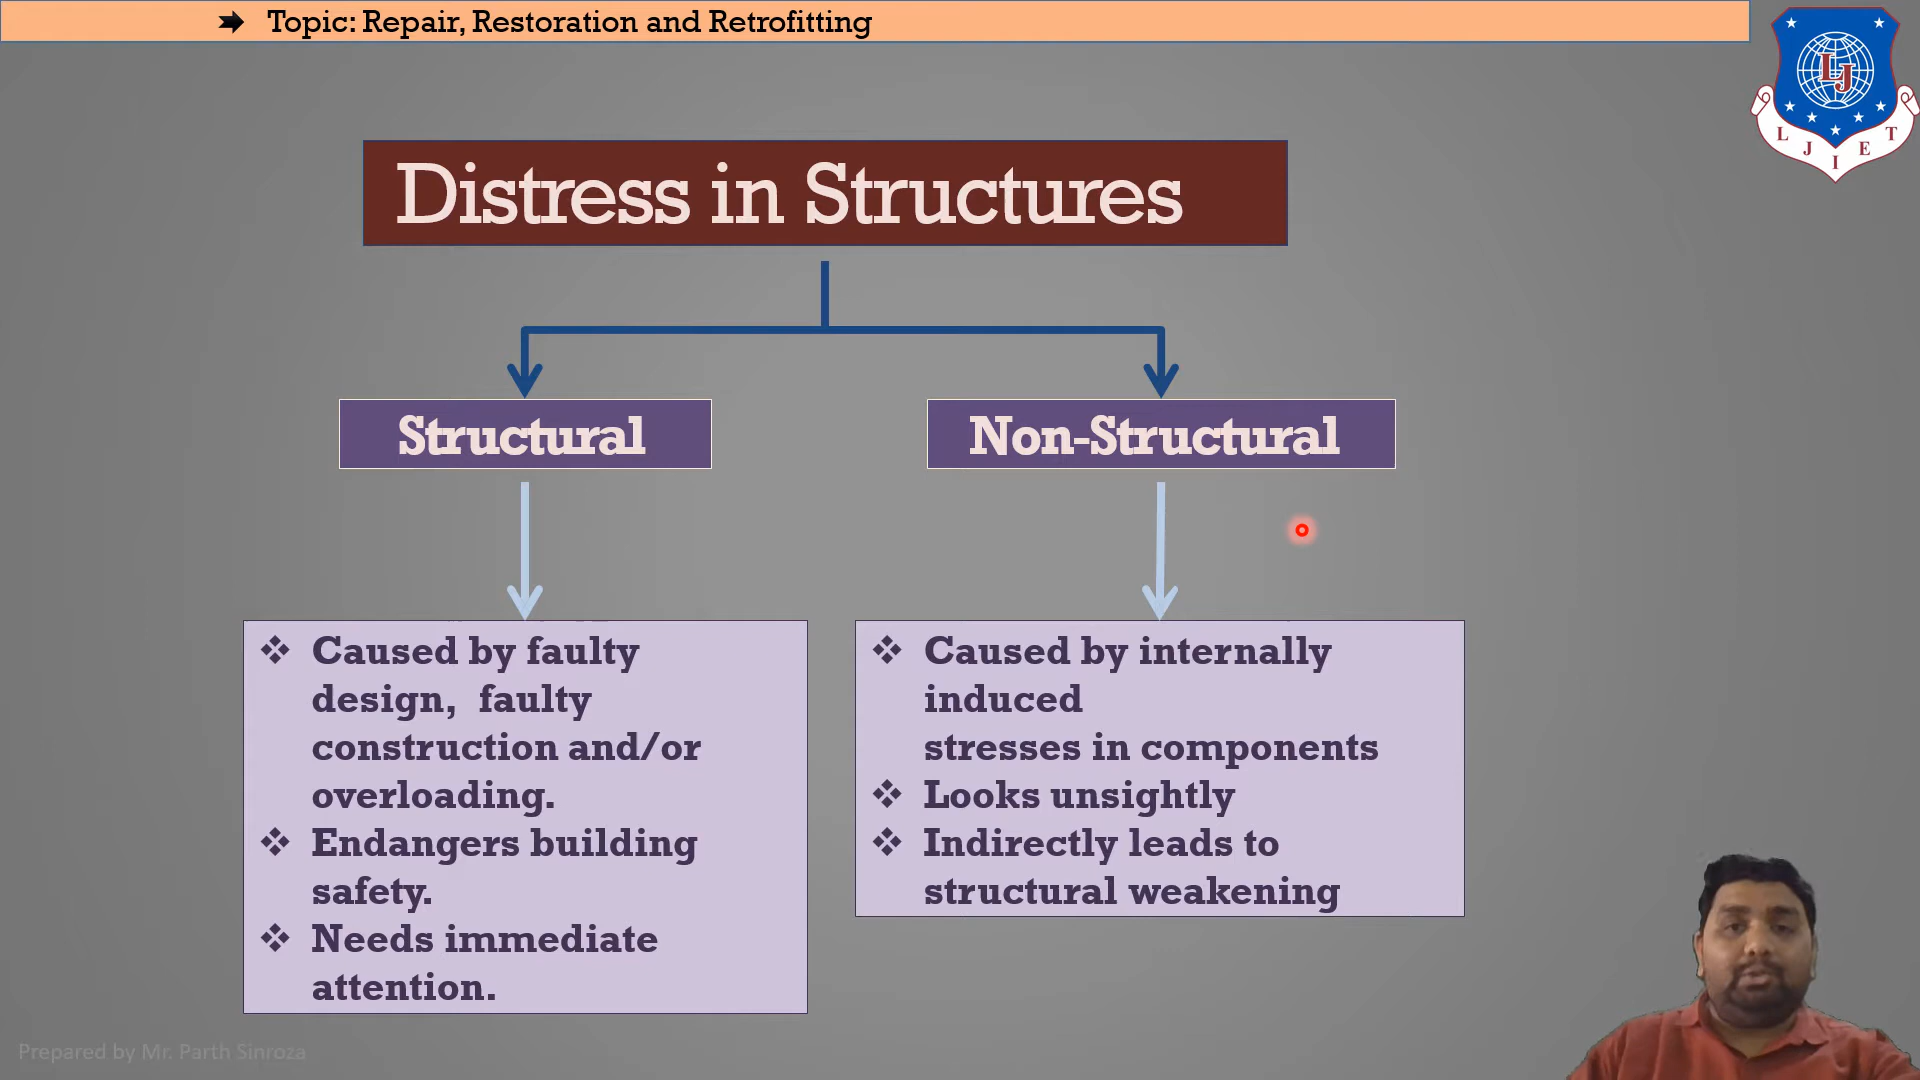 Topic: Repair, Restoration and Retrofitting
LJ
L J I E T
Distress in Structures
Structural
Non-Structural
Caused by faulty
design, faulty
construction and/or
overloading.
Endangers building
safety.
Needs immediate
attention.
Caused by internally
induced
stresses in components
Looks unsightly
Indirectly leads to
structural weakening
Prepared by Mr. Parth Sinroza